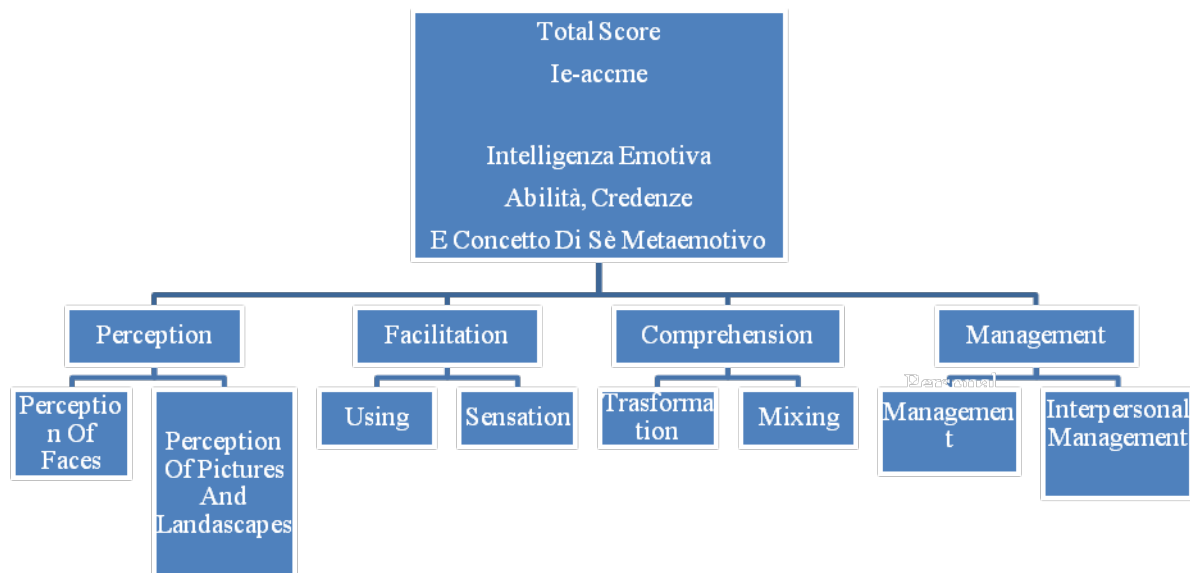 Total Score
Ie-accme
Intelligenza Emotiva
Abilità, Credenze
E Concetto Di Sè Metaemotivo
Perception
Facilitation
Comprehension
Management
Perceptio
n Of
Faces
Perception
Of Pictures
And
Landascapes
Using
Sensation
Trasforma
tion
Mixing
Personal
Managemen
t
Interpersonal
Management